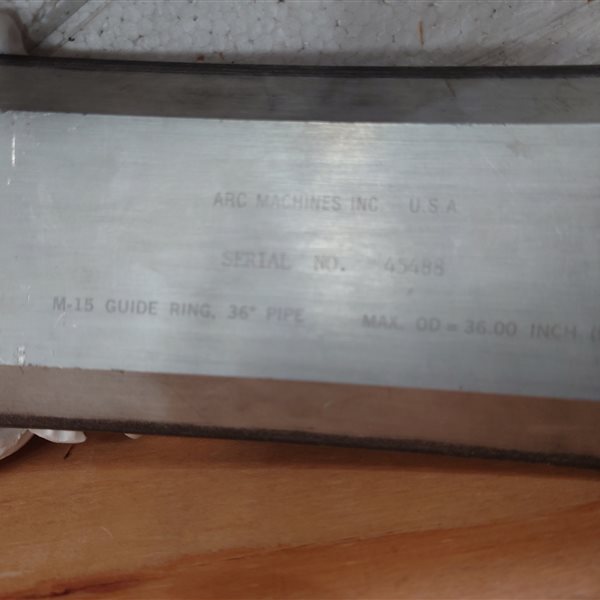 ARC MACHINES INC U.S.A
SERIAL NO. 45488
M-15 GUIDE RING, 36" PIPE MAX. OD = 36.00 INCH